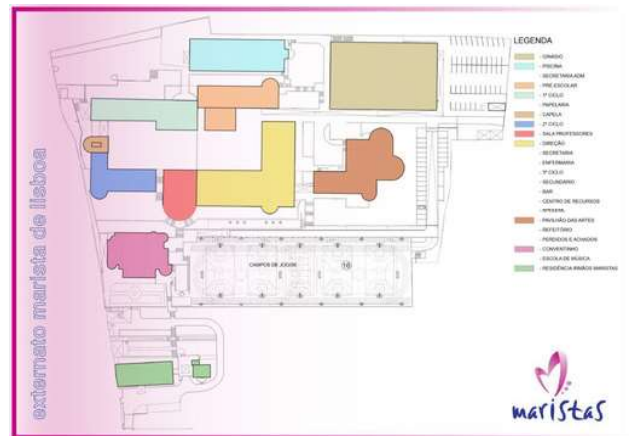 externato marista de lisboa
LEGENDA
- GINÁSIO
- PISCINA
- SECRETARIA ADM
- PRÉ-ESCOLAR
- 1º CICLO
- PAPELARIA
- CAPELA
- 2º CICLO
- SALA PROFESSORES
- DIREÇÃO
- SECRETARIA
- ENFERMARIA
- 3º CICLO
- SECUNDÁRIO
- BAR
- CENTRO DE RECURSOS
- PAVILHÃO DAS ARTES
- REFEITÓRIO
- PERDIDOS E ACHADOS
- CONVENTINHO
- ESCOLA DE MÚSICA
- RESIDÊNCIA IRMÃOS MARISTAS
CAMPOS DE JOGOS
maristas